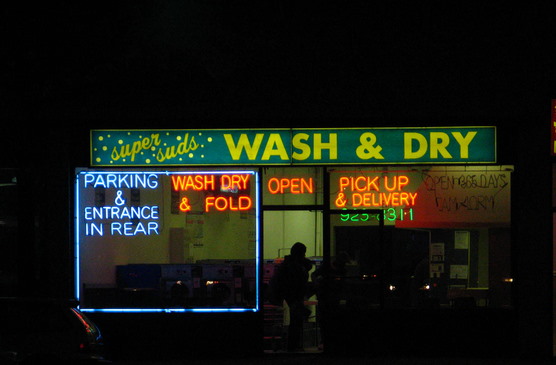 super suds WASH & DRY
PARKING
&
ENTRANCE
IN REAR
WASH DRY
& FOLD
OPEN
PICK UP
& DELIVERY
OPEN 365 DAYS